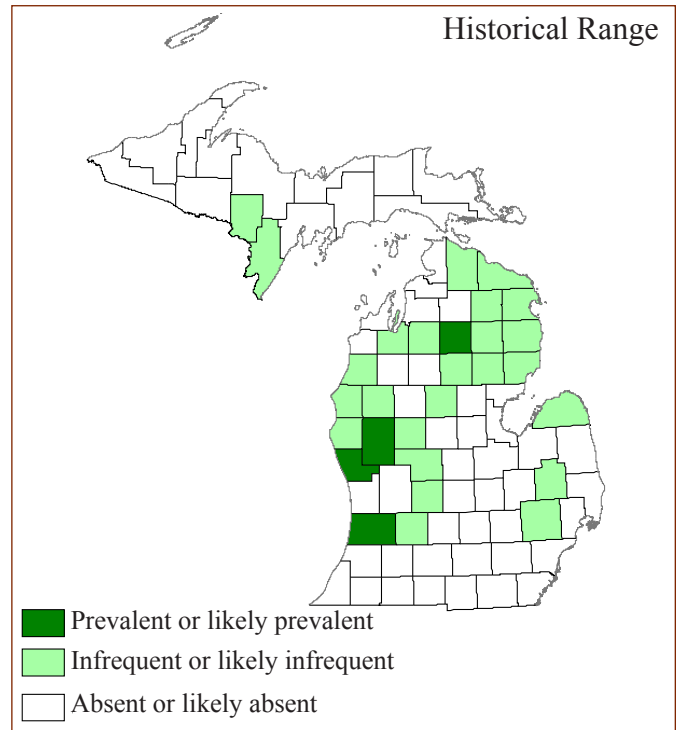 Historical Range
Prevalent or likely prevalent
Infrequent or likely infrequent
Absent or likely absent